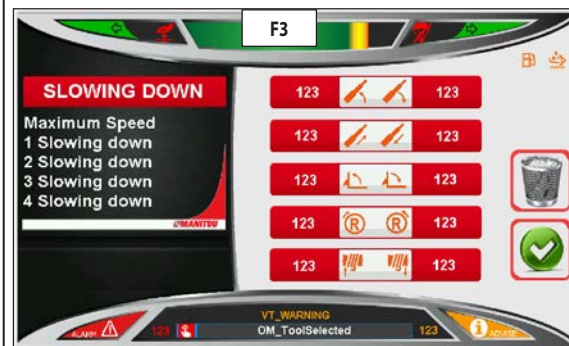 F3
SLOWING DOWN
Maximum Speed
1 Slowing down
2 Slowing down
3 Slowing down
4 Slowing down
MANITOU
123 123
123 123
123 123
123 R R 123
123 123
VT_WARNING
ALARM 123 OM_ToolSelected 123 i ADVISE